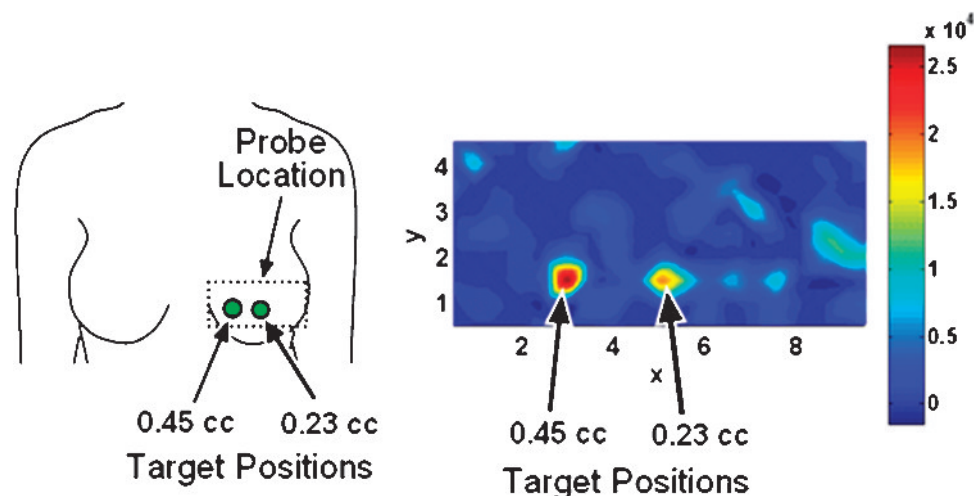 Probe
Location
0.45 cc 0.23 cc
Target Positions
x 10⁴
2.5
2
1.5
1
0.5
0
4
3
2
1
y
2 4 6 8
x
0.45 cc 0.23 cc
Target Positions